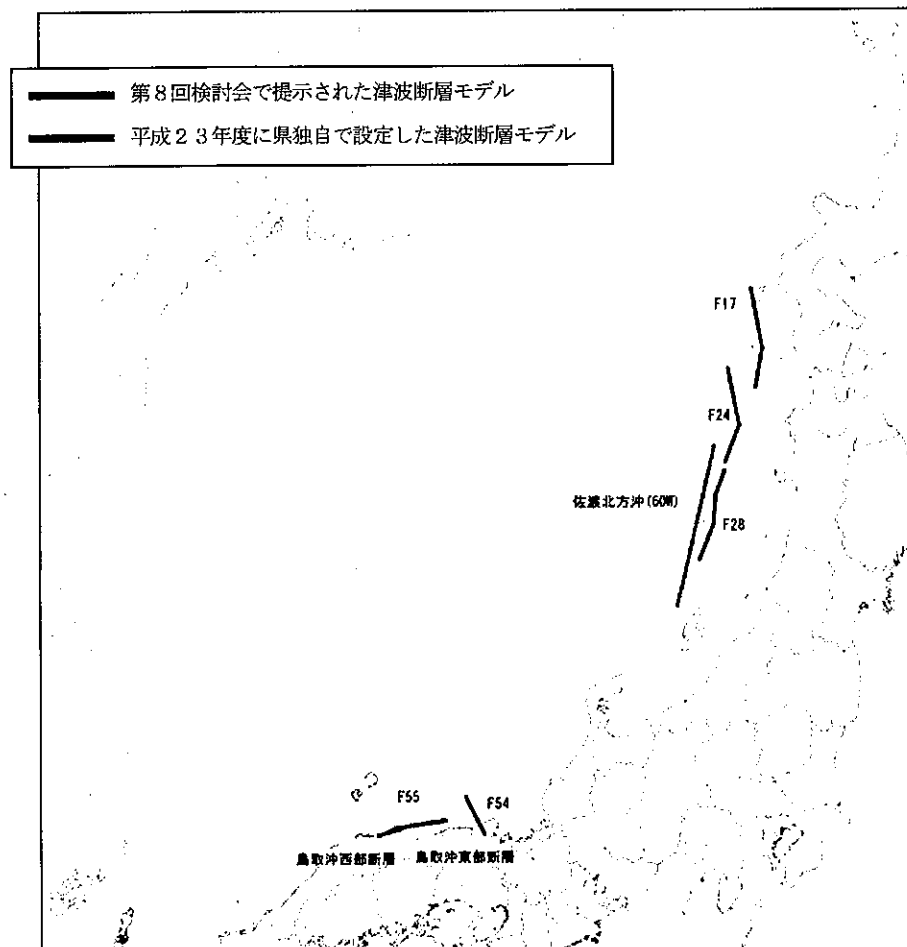 第8回検討会で提示された津波断層モデル
平成23年度に県独自で設定した津波断層モデル
F17
F24
佐渡北方沖(60W)
F28
F55
F54
鳥取沖西部断層
鳥取沖東部断層